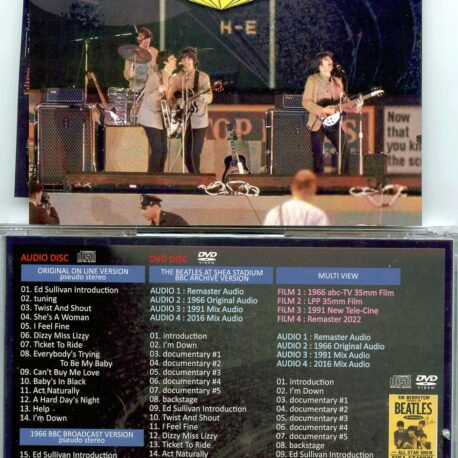 H-E
TOP
Now
that you
know
the sco
AUDIO DISC
DVD DISC
DVD
VIDEO
ORIGINAL ON LINE VERSION
pseudo stereo
01. Ed Sullivan Introduction
02. tuning
03. Twist And Shout
04. She's A Woman
05. I Feel Fine
06. Dizzy Miss Lizzy
07. Ticket To Ride
08. Everybody's Trying
To Be My Baby
09. Can't Buy Me Love
10. Baby's In Black
11. Act Naturally
12. A Hard Day's Night
13. Help -
14. I'm Down
1966 BBC BROADCAST VERSION
pseudo stereo
15. Ed Sullivan Introduction
THE BEATLES AT SHEA STADIUM
BBC ARCHIVE VERSION
AUDIO 1 : Remaster Audio
AUDIO 2 : 1966 Original Audio
AUDIO 3 : 1991 Mix Audio
AUDIO 4 : 2016 Mix Audio
01. introduction
02. I'm Down
03. documentary #1
04. documentary #2
05. documentary #3
06. documentary #4
07. documentary #5
08. backstage
09. Ed Sullivan Introduction
10. Twist And Shout
11. I Feel Fine
12. Dizzy Miss Lizzy
13. Ticket To Ride
14. Act Naturally
MULTI VIEW
FILM 1 : 1966 abc-TV 35mm Film
FILM 2 : LPP 35mm Film
FILM 3 : 1991 New Tele-Cine
FILM 4 : Remaster 2022
AUDIO 1 : Remaster Audio
AUDIO 2 : 1966 Original Audio
AUDIO 3 : 1991 Mix Audio
AUDIO 4 : 2016 Mix Audio
01. introduction
02. I'm Down
03. documentary #1
04. documentary #2
05. documentary #3
06. documentary #4
07. documentary #5
08. backstage
09. Ed Sullivan Introduction
DVD
VIDEO
SID BERNSTEIN
BEATLES
ALL STAR SHOW